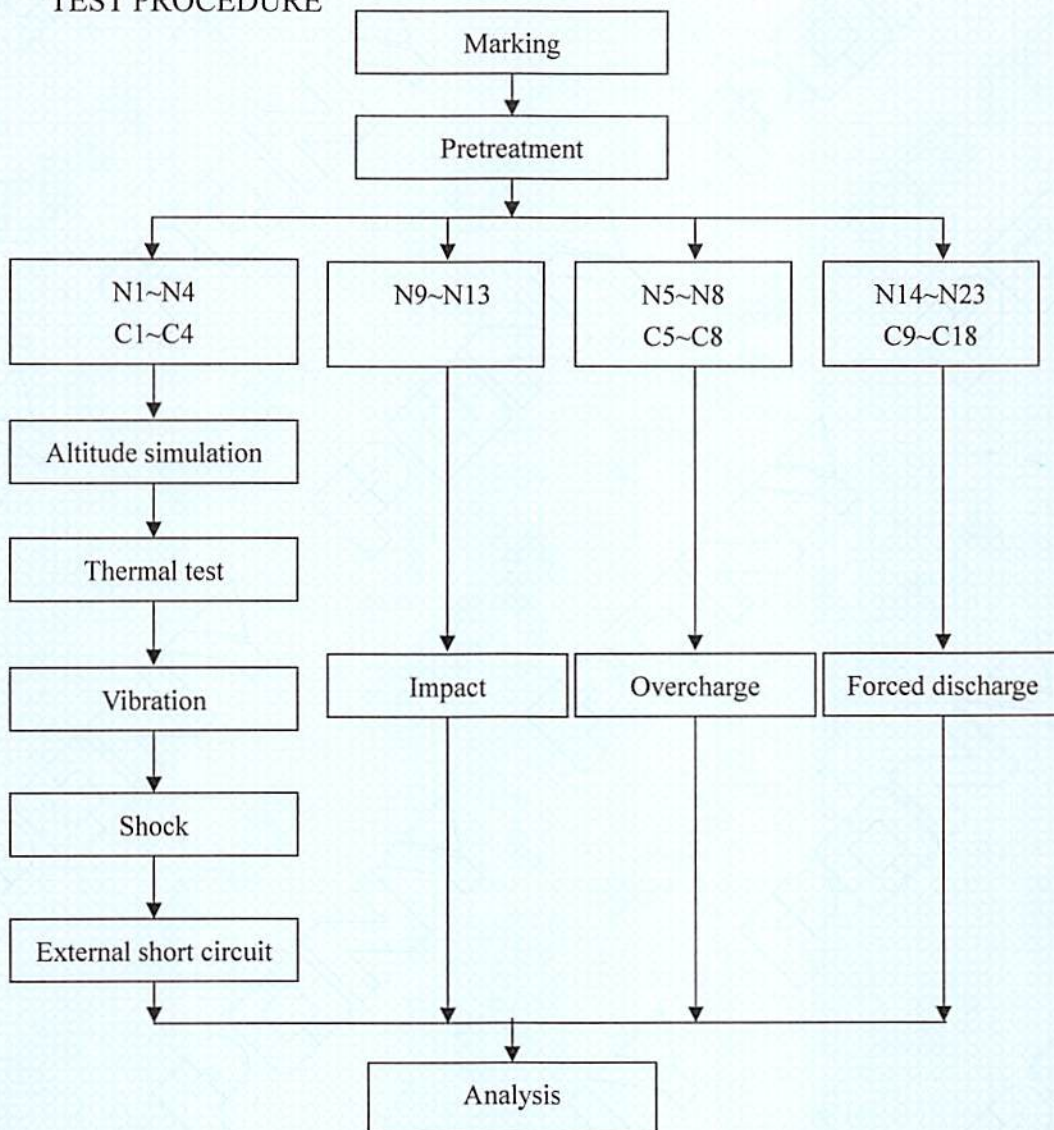 TEST PROCEDURE
Marking
Pretreatment
N1~N4
C1~C4
N9~N13
N5~N8
C5~C8
N14~N23
C9~C18
Altitude simulation
Thermal test
Vibration
Impact
Overcharge
Forced discharge
Shock
External short circuit
Analysis